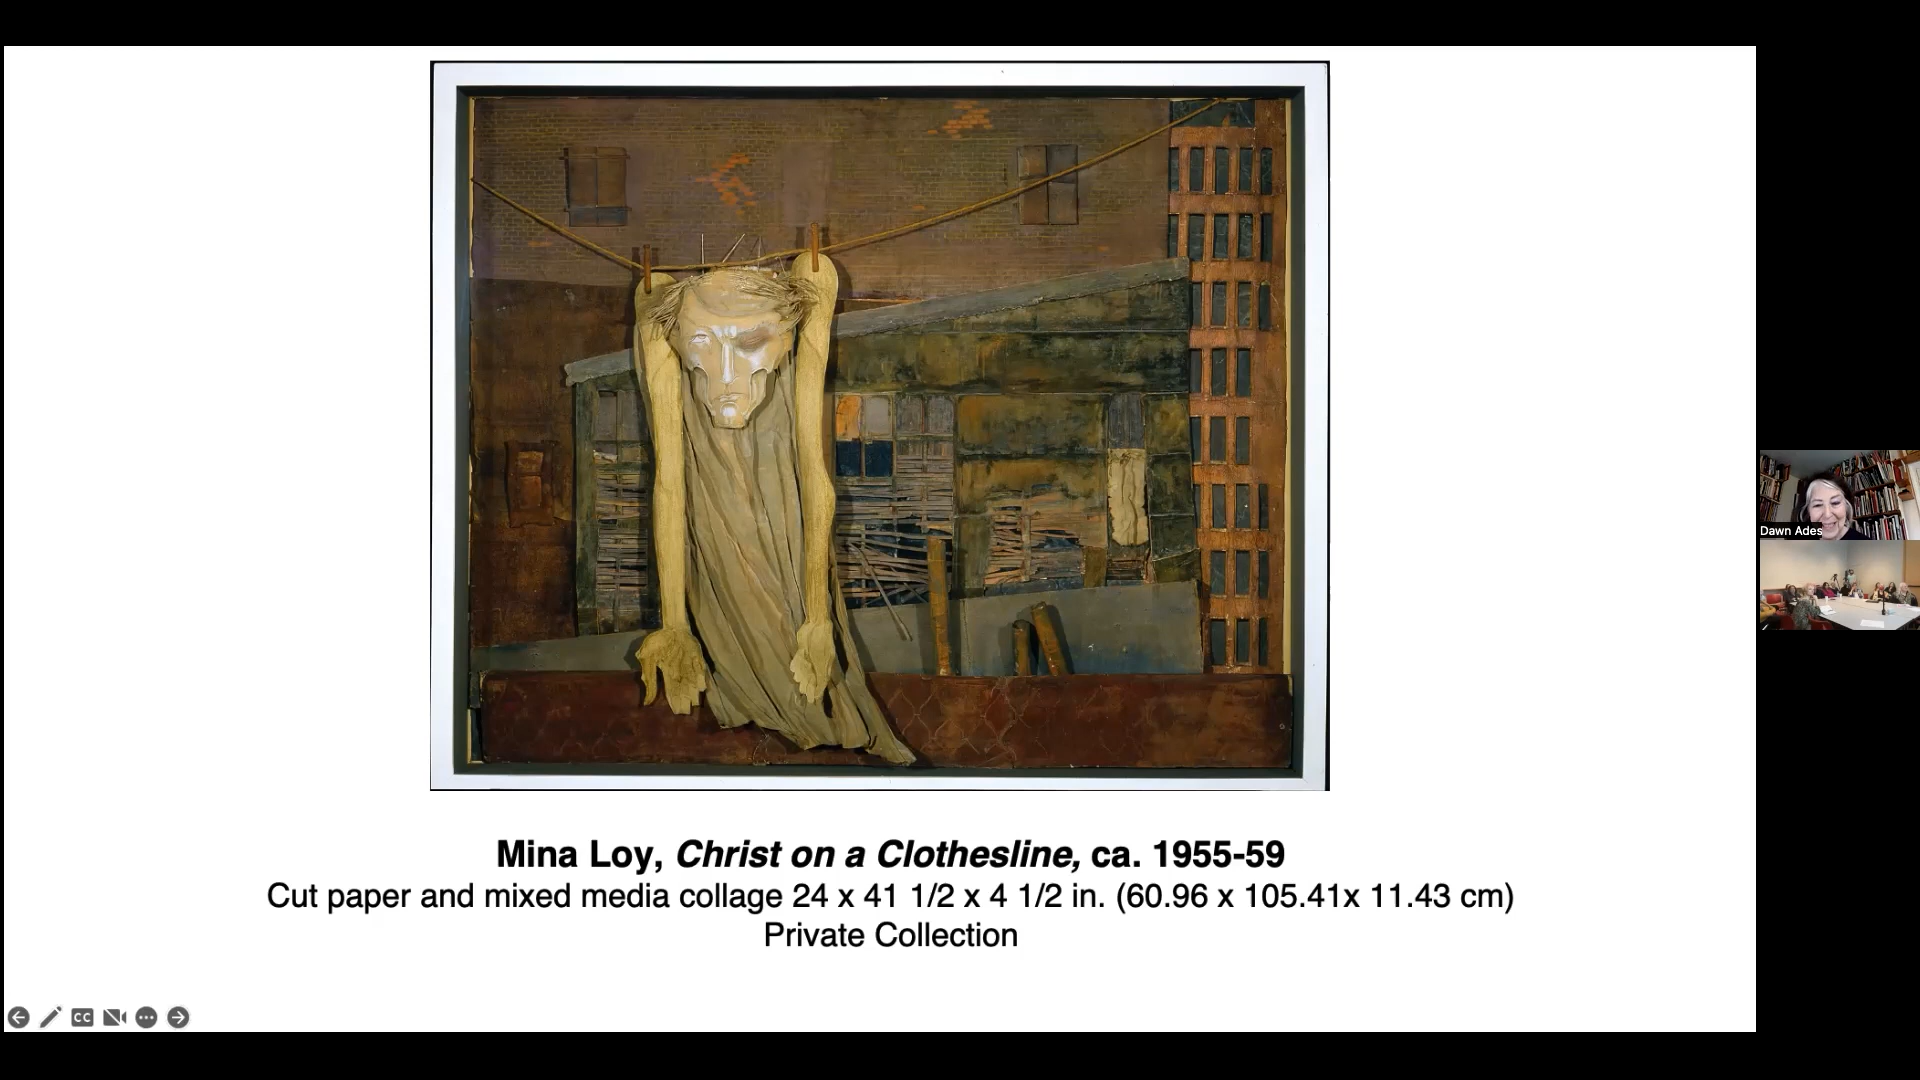 Mina Loy, Christ on a Clothesline, ca. 1955-59
Cut paper and mixed media collage 24 x 41 1/2 x 4 1/2 in. (60.96 x 105.41x 11.43 cm)
Private Collection
Dawn Ades
CC